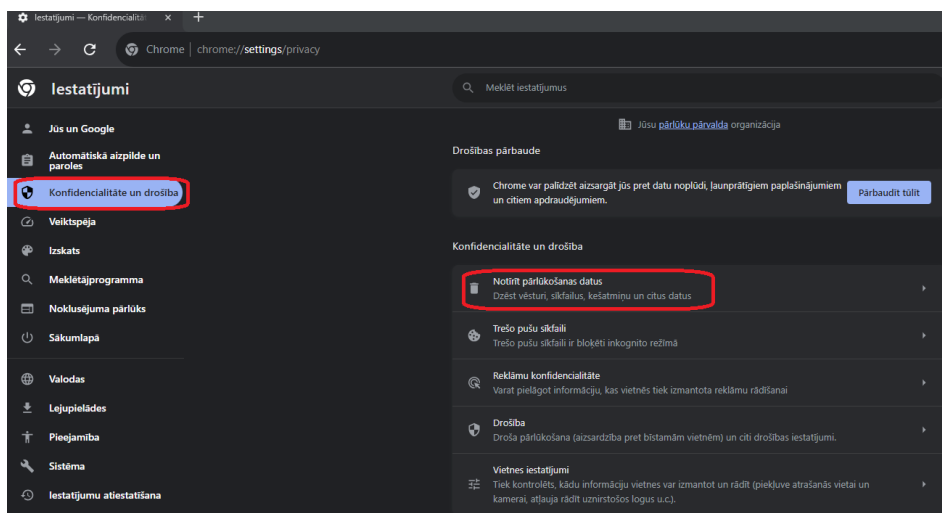 Iestatījumi — Konfidencialitā
Chrome | chrome://settings/privacy
Iestatījumi
Meklēt iestatījumus
Jūs un Google
Automātiskā aizpilde un
paroles
Konfidencialitāte un drošība
Veiktspēja
Izskats
Meklētājprogramma
Noklusējuma pārlūks
Sākumlapā
Valodas
Lejupielādes
Pieejamība
Sistēma
Iestatījumu atiestatīšana
Jūsu pārlūku pārvalda organizācija
Drošības pārbaude
Chrome var palīdzēt aizsargāt jūs pret datu noplūdi, ļaunprātīgiem paplašinājumiem
un citiem apdraudējumiem.
Pārbaudīt tūlīt
Konfidencialitāte un drošība
Notīrīt pārlūkošanas datus
Dzēst vēsturi, sīkfailus, kešatmiņu un citus datus
Trešo pušu sīkfaili
Trešo pušu sīkfaili ir bloķēti inkognito režīmā
Reklāmu konfidencialitāte
Varat pielāgot informāciju, kas vietnēs tiek izmantota reklāmu rādīšanai
Drošība
Droša pārlūkošana (aizsardzība pret bīstamām vietnēm) un citi drošības iestatījumi.
Vietnes iestatījumi
Tiek kontrolēts, kādu informāciju vietnes var izmantot un rādīt (piekļuve atrašanās vietai un
kamerai, atļauja rādīt uznirstošos logus u.c.).